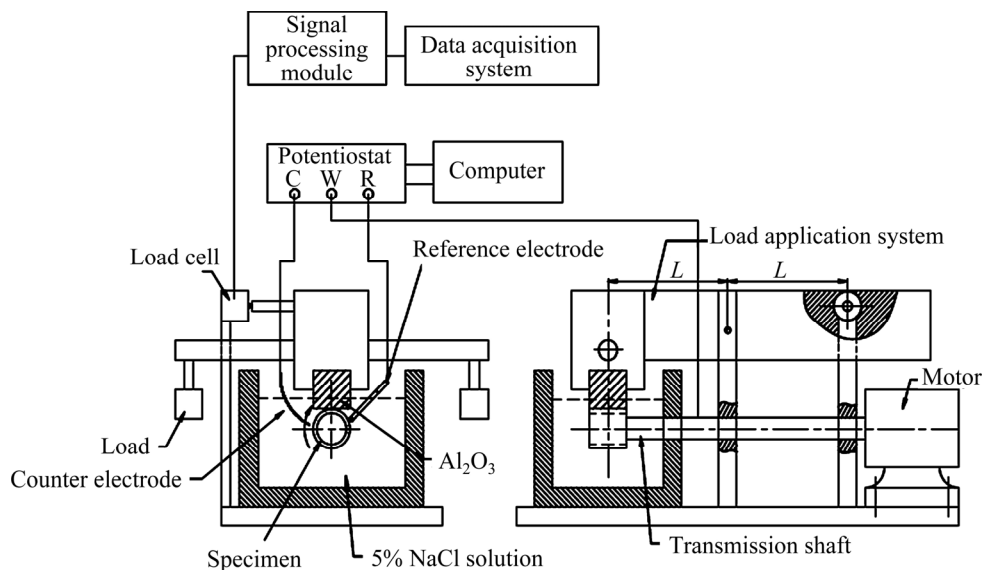 Signal
processing
modulc
Data acquisition
system
Potentiostat
C W R
Computer
Reference electrode
Load application system
Load cell
L
L
Motor
Load
Counter electrode
Al₂O₃
Specimen
5% NaCl solution
Transmission shaft